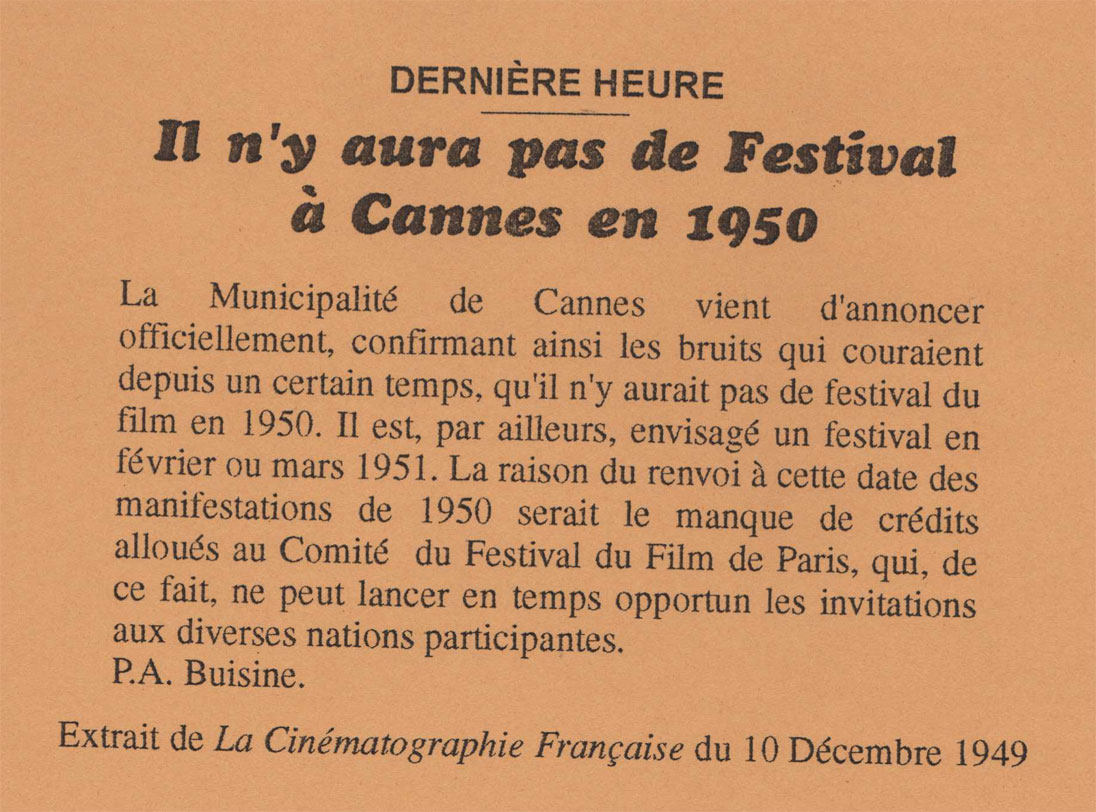 DERNIÈRE HEURE
Il n'y aura pas de Festival
à Cannes en 1950
La Municipalité de Cannes vient d'annoncer
officiellement, confirmant ainsi les bruits qui couraient
depuis un certain temps, qu'il n'y aurait pas de festival du
film en 1950. Il est, par ailleurs, envisagé un festival en
février ou mars 1951. La raison du renvoi à cette date des
manifestations de 1950 serait le manque de crédits
alloués au Comité du Festival du Film de Paris, qui, de
ce fait, ne peut lancer en temps opportun les invitations
aux diverses nations participantes.
P.A. Buisine.
Extrait de La Cinématographie Française du 10 Décembre 1949